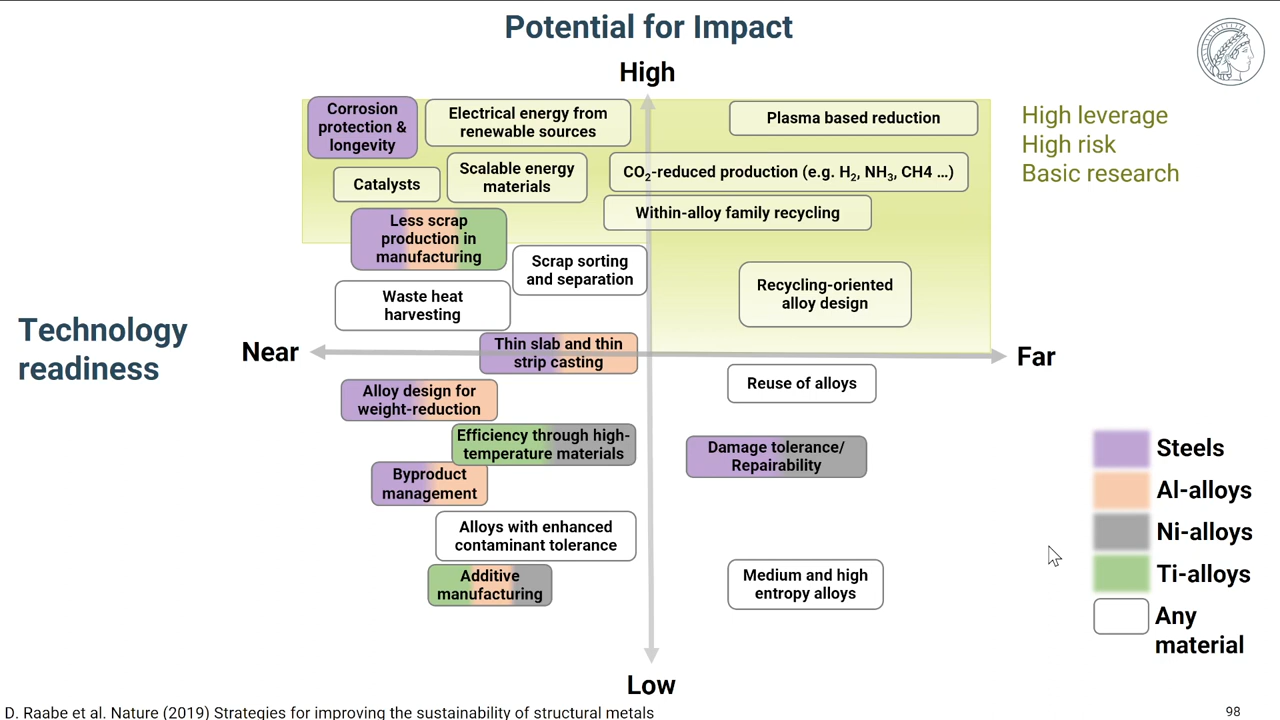 Potential for Impact
High
Corrosion
protection &
longevity
Electrical energy from
renewable sources
Plasma based reduction
High leverage
High risk
Basic research
Catalysts
Scalable energy
materials
CO₂-reduced production (e.g. H₂, NH₃, CH4 ...)
Within-alloy family recycling
Less scrap
production in
manufacturing
Scrap sorting
and separation
Waste heat
harvesting
Recycling-oriented
alloy design
Technology
readiness
Near
Thin slab and thin
strip casting
Far
Alloy design for
weight-reduction
Reuse of alloys
Efficiency through high-
temperature materials
Damage tolerance/
Repairability
Byproduct
management
Alloys with enhanced
contaminant tolerance
Additive
manufacturing
Medium and high
entropy alloys
Steels
Al-alloys
Ni-alloys
Ti-alloys
Any
material
Low
D. Raabe et al. Nature (2019) Strategies for improving the sustainability of structural metals
98